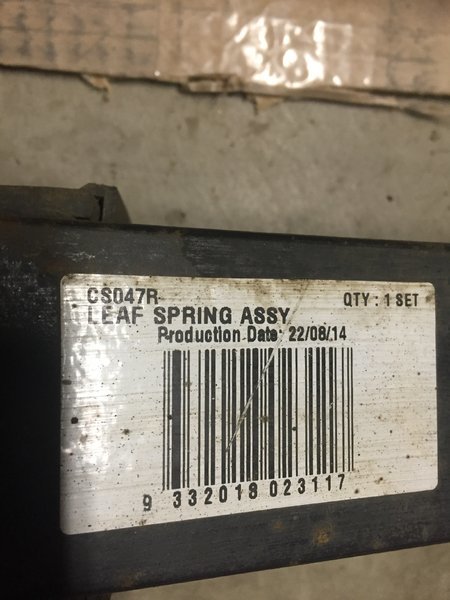 CS047R
QTY : 1 SET
LEAF SPRING ASSY
Production Date: 22/08/14
9 332018 023117